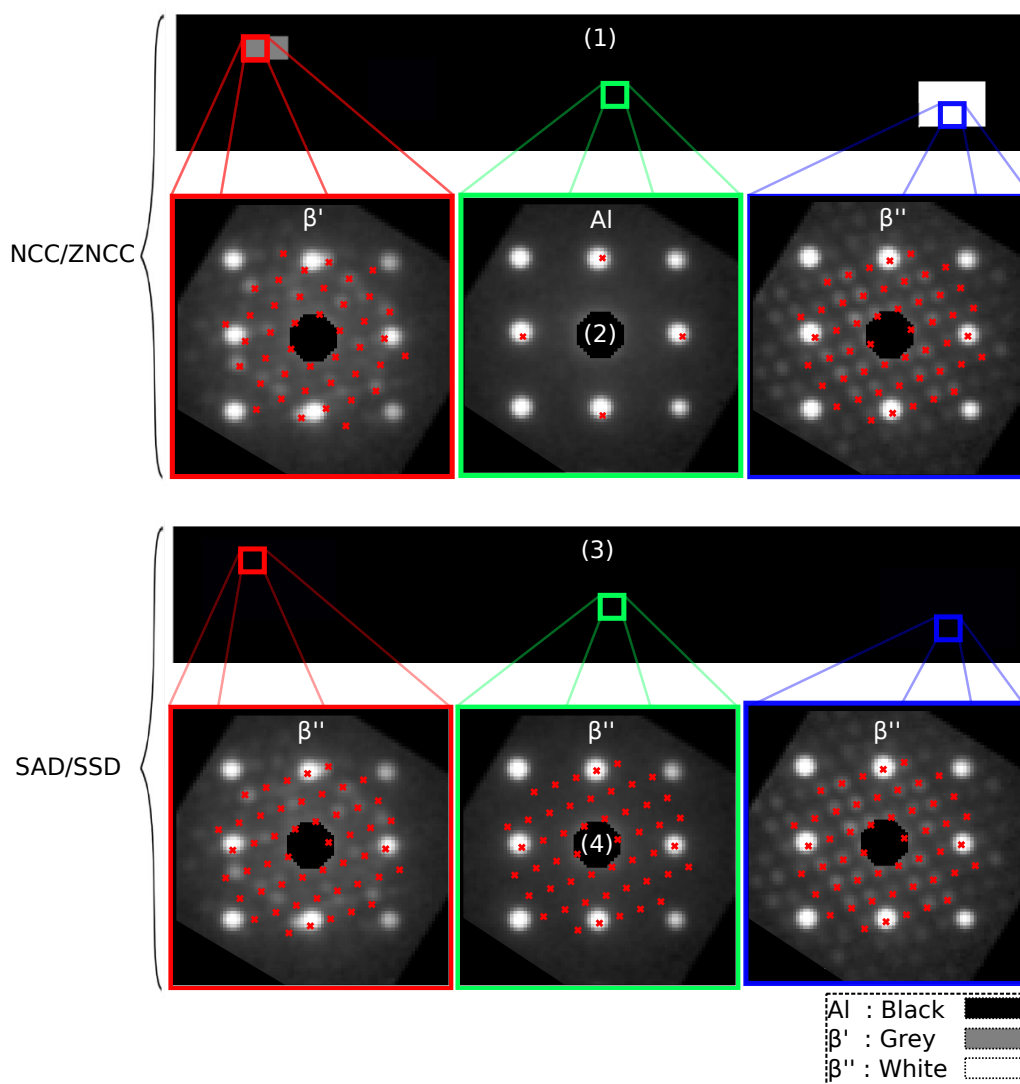 (1)
NCC/ZNCC
β'
Al
(2)
β''
(3)
SAD/SSD
β''
β''
(4)
β''
Al : Black
β' : Grey
β'' : White